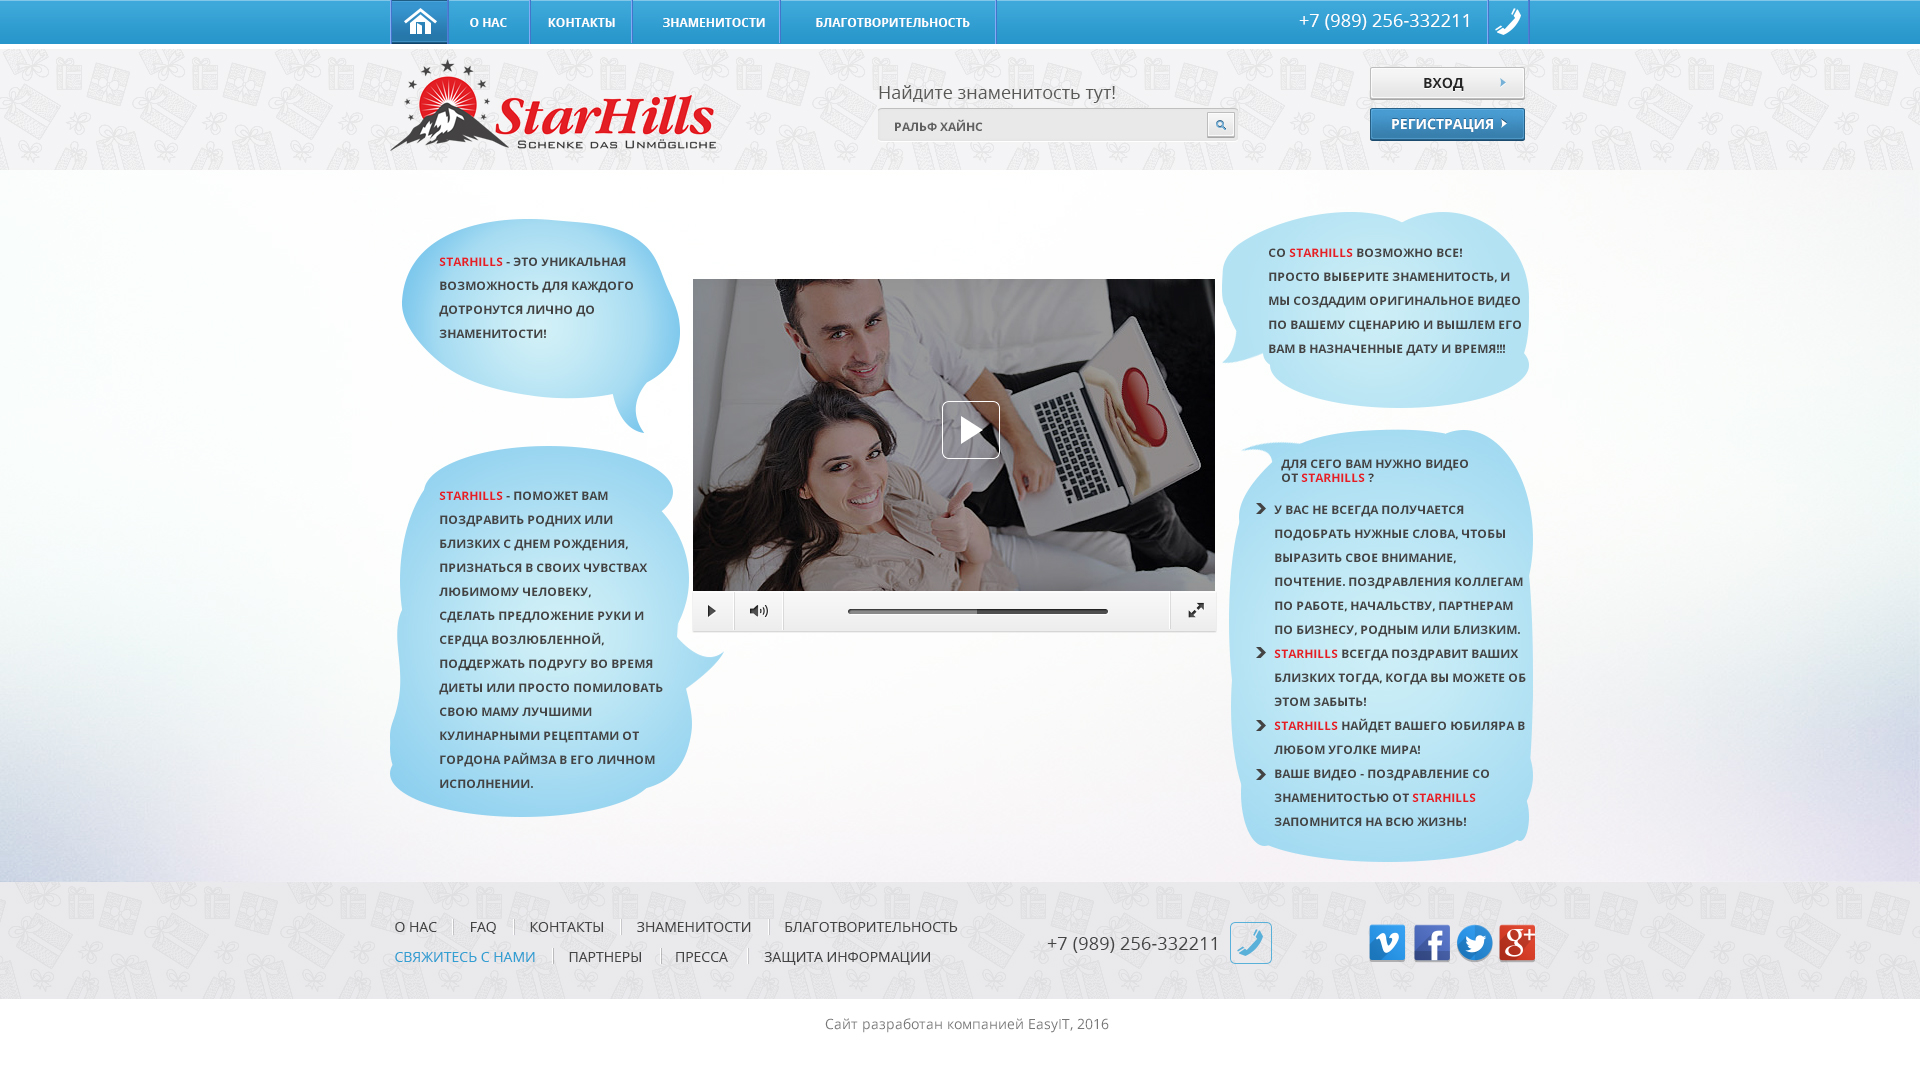 О НАС КОНТАКТЫ ЗНАМЕНИТОСТИ БЛАГОТВОРИТЕЛЬНОСТЬ +7 (989) 256-332211
StarHills
Schenke das Unmögliche
Найдите знаменитость тут!
РАЛЬФ ХАЙНС
ВХОД
РЕГИСТРАЦИЯ
STARHILLS - ЭТО УНИКАЛЬНАЯ
ВОЗМОЖНОСТЬ ДЛЯ КАЖДОГО
ДОТРОНУТСЯ ЛИЧНО ДО
ЗНАМЕНИТОСТИ!
STARHILLS - ПОМОЖЕТ ВАМ
ПОЗДРАВИТЬ РОДНИХ ИЛИ
БЛИЗКИХ С ДНЕМ РОЖДЕНИЯ,
ПРИЗНАТЬСЯ В СВОИХ ЧУВСТВАХ
ЛЮБИМОМУ ЧЕЛОВЕКУ,
СДЕЛАТЬ ПРЕДЛОЖЕНИЕ РУКИ И
СЕРДЦА ВОЗЛЮБЛЕННОЙ,
ПОДДЕРЖАТЬ ПОДРУГУ ВО ВРЕМЯ
ДИЕТЫ ИЛИ ПРОСТО ПОМИЛОВАТЬ
СВОЮ МАМУ ЛУЧШИМИ
КУЛИНАРНЫМИ РЕЦЕПТАМИ ОТ
ГОРДОНА РАЙМЗА В ЕГО ЛИЧНОМ
ИСПОЛНЕНИИ.
СО STARHILLS ВОЗМОЖНО ВСЕ!
ПРОСТО ВЫБЕРИТЕ ЗНАМЕНИТОСТЬ, И
МЫ СОЗДАДИМ ОРИГИНАЛЬНОЕ ВИДЕО
ПО ВАШЕМУ СЦЕНАРИЮ И ВЫШЛЕМ ЕГО
ВАМ В НАЗНАЧЕННЫЕ ДАТУ И ВРЕМЯ!!!
ДЛЯ СЕГО ВАМ НУЖНО ВИДЕО
ОТ STARHILLS ?
У ВАС НЕ ВСЕГДА ПОЛУЧАЕТСЯ
ПОДОБРАТЬ НУЖНЫЕ СЛОВА, ЧТОБЫ
ВЫРАЗИТЬ СВОЕ ВНИМАНИЕ,
ПОЧТЕНИЕ. ПОЗДРАВЛЕНИЯ КОЛЛЕГАМ
ПО РАБОТЕ, НАЧАЛЬСТВУ, ПАРТНЕРАМ
ПО БИЗНЕСУ, РОДНЫМ ИЛИ БЛИЗКИМ.
STARHILLS ВСЕГДА ПОЗДРАВИТ ВАШИХ
БЛИЗКИХ ТОГДА, КОГДА ВЫ МОЖЕТЕ ОБ
ЭТОМ ЗАБЫТЬ!
STARHILLS НАЙДЕТ ВАШЕГО ЮБИЛЯРА В
ЛЮБОМ УГОЛКЕ МИРА!
ВАШЕ ВИДЕО - ПОЗДРАВЛЕНИЕ СО
ЗНАМЕНИТОСТЬЮ ОТ STARHILLS
ЗАПОМНИТСЯ НА ВСЮ ЖИЗНЬ!
О НАС FAQ КОНТАКТЫ ЗНАМЕНИТОСТИ БЛАГОТВОРИТЕЛЬНОСТЬ
СВЯЖИТЕСЬ С НАМИ ПАРТНЕРЫ ПРЕССА ЗАЩИТА ИНФОРМАЦИИ
+7 (989) 256-332211
Сайт разработан компанией EasyIT, 2016